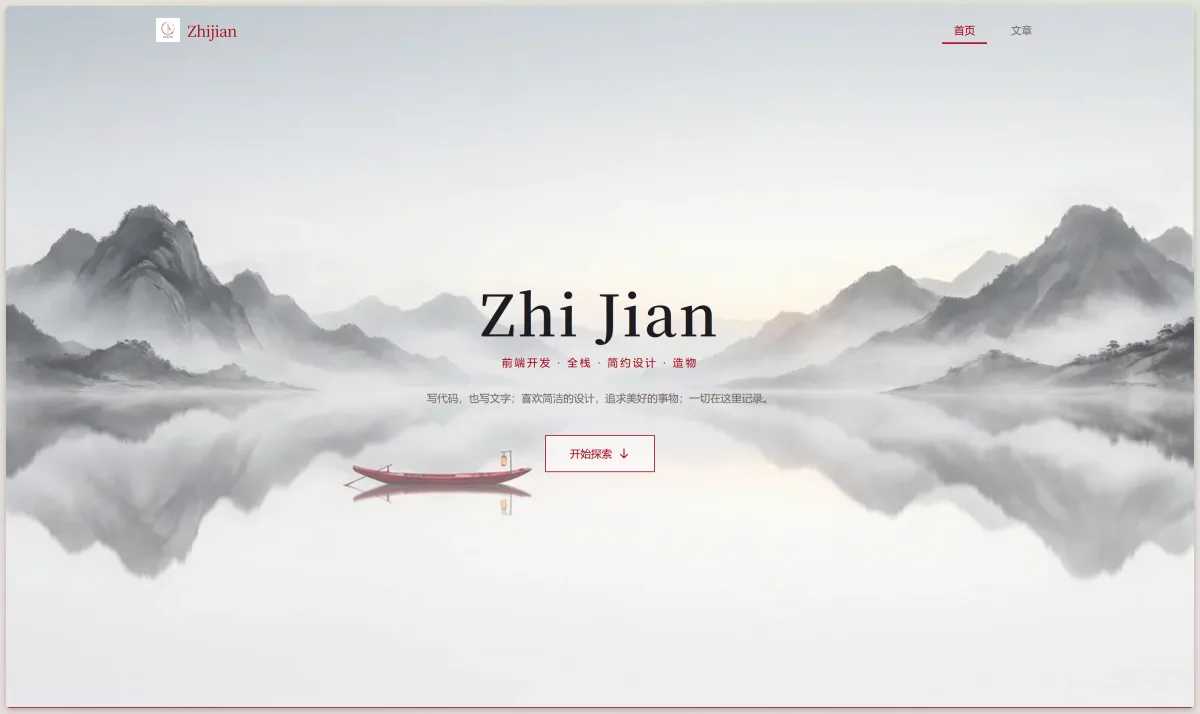 Zhijian
首页
文章
Zhi Jian
前端开发 · 全栈 · 简约设计 · 造物
写代码，也写文字；喜欢简洁的设计，追求美好的事物；一切在这里记录。
开始探索 ↓